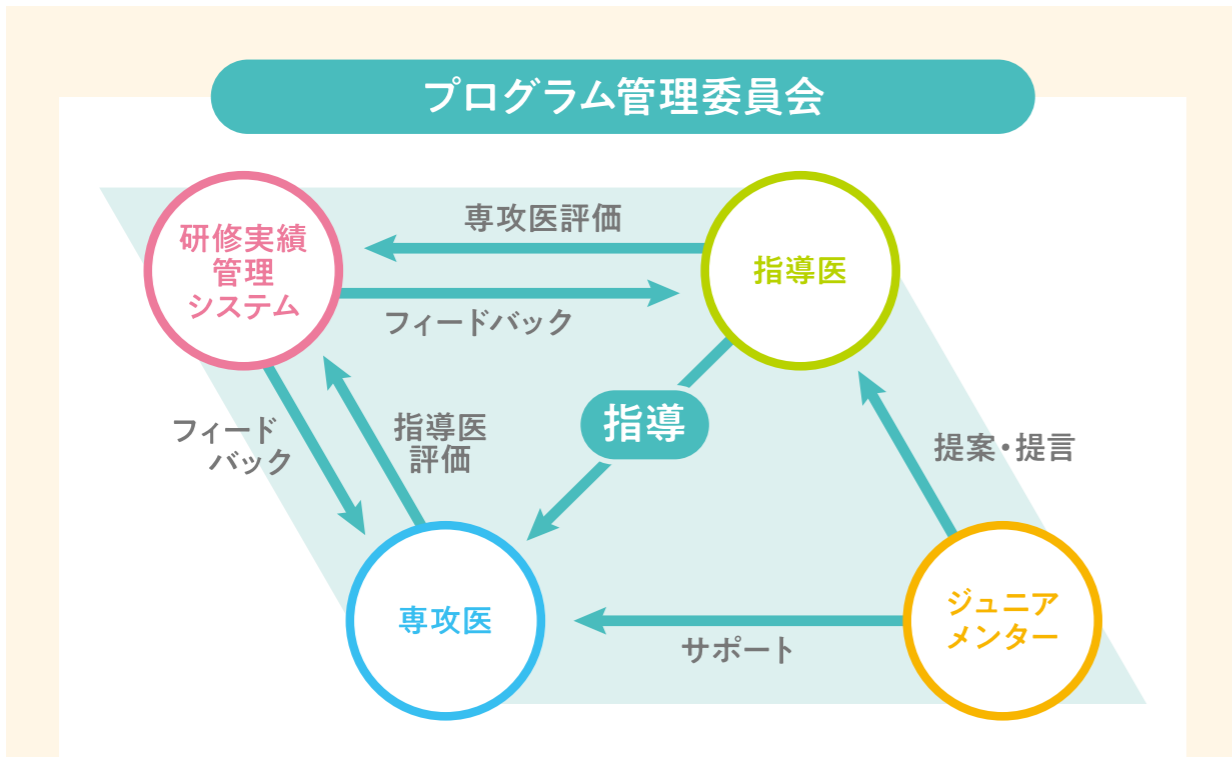 プログラム管理委員会
研修実績
管理
システム
専攻医評価
フィードバック
指導医
フィード
バック
指導医
評価
指導
提案・提言
専攻医
サポート
ジュニア
メンター